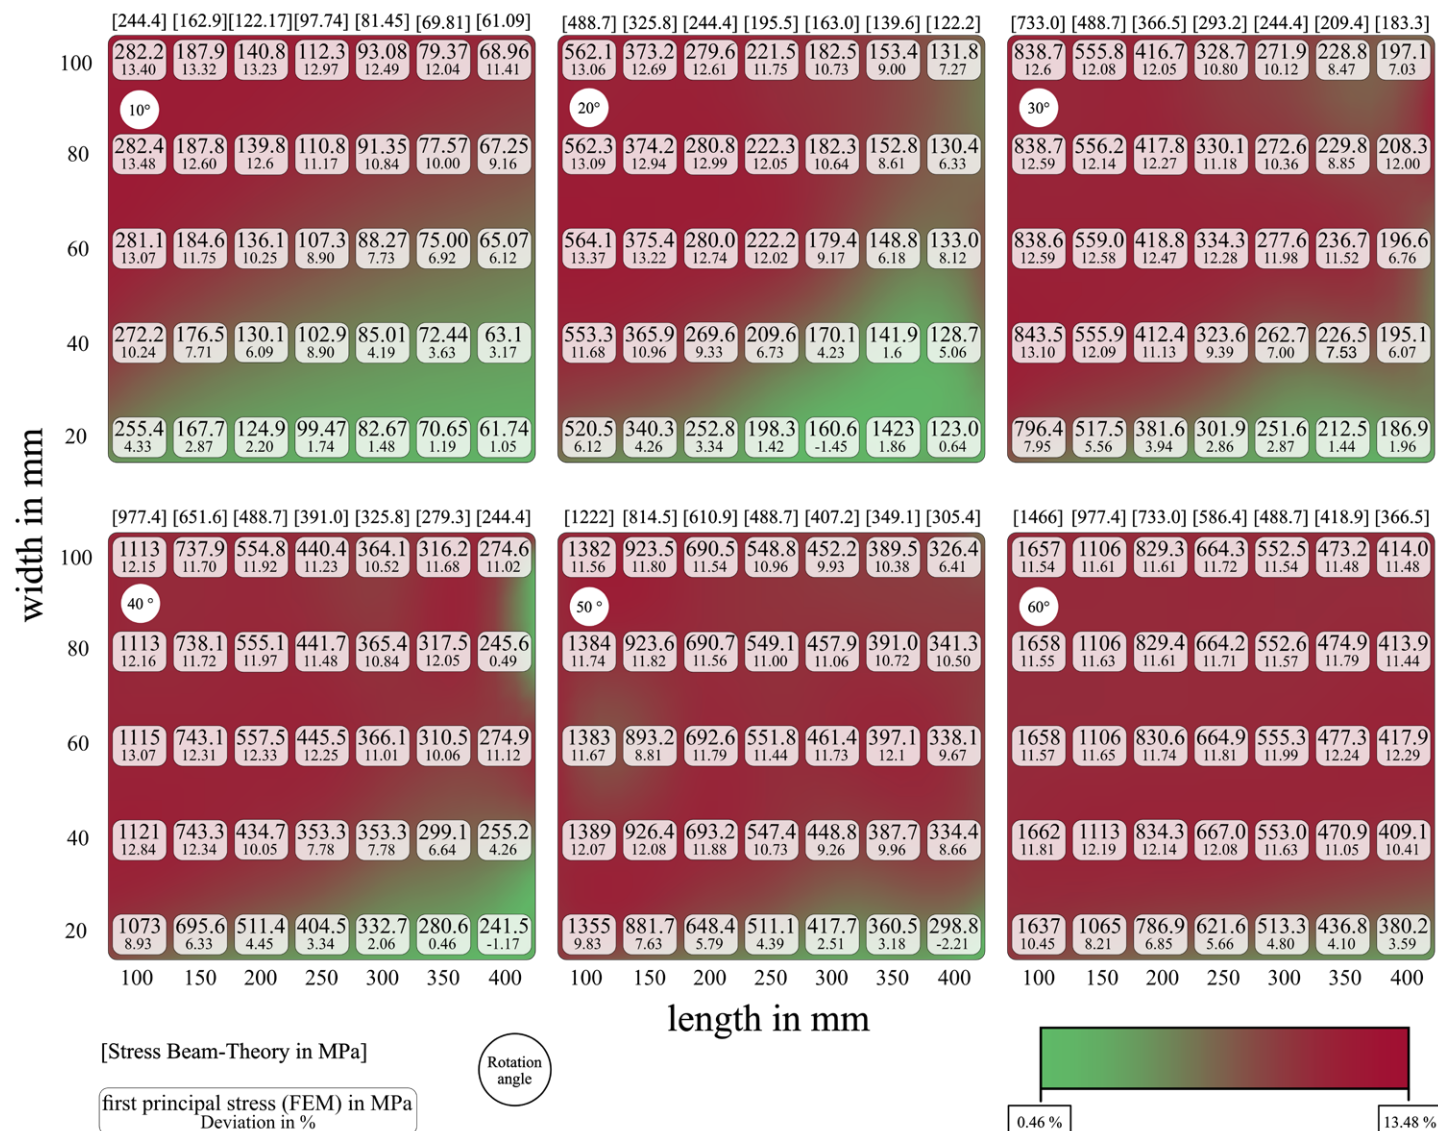 [244.4] [162.9] [122.17] [97.74] [81.45] [69.81] [61.09] [488.7] [325.8] [244.4] [195.5] [163.0] [139.6] [122.2] [733.0] [488.7] [366.5] [293.2] [244.4] [209.4] [183.3]
100 282.2 187.9 140.8 112.3 93.08 79.37 68.96 562.1 373.2 279.6 221.5 182.5 153.4 131.8 838.7 555.8 416.7 328.7 271.9 228.8 197.1
13.40 13.32 13.23 12.97 12.49 12.04 11.41 13.06 12.69 12.61 11.75 10.73 9.00 7.27 12.6 12.08 12.05 10.80 10.12 8.47 7.03
10° 20° 30°
80 282.4 187.8 139.8 110.8 91.35 77.57 67.25 562.3 374.2 280.8 222.3 182.3 152.8 130.4 838.7 556.2 417.8 330.1 272.6 229.8 208.3
13.48 12.60 12.6 11.17 10.84 10.00 9.16 13.09 12.94 12.99 12.05 10.64 8.61 6.33 12.59 12.14 12.27 11.18 10.36 8.85 12.00
60 281.1 184.6 136.1 107.3 88.27 75.00 65.07 564.1 375.4 280.0 222.2 179.4 148.8 133.0 838.6 559.0 418.8 334.3 277.6 236.7 196.6
13.07 11.75 10.25 8.90 7.73 6.92 6.12 13.37 13.22 12.74 12.02 9.17 6.18 8.12 12.59 12.58 12.47 12.28 11.98 11.52 6.76
40 272.2 176.5 130.1 102.9 85.01 72.44 63.1 553.3 365.9 269.6 209.6 170.1 141.9 128.7 843.5 555.9 412.4 323.6 262.7 226.5 195.1
10.24 7.71 6.09 8.90 4.19 3.63 3.17 11.68 10.96 9.33 6.73 4.23 1.6 5.06 13.10 12.09 11.13 9.39 7.00 7.53 6.07
20 255.4 167.7 124.9 99.47 82.67 70.65 61.74 520.5 340.3 252.8 198.3 160.6 1423 123.0 796.4 517.5 381.6 301.9 251.6 212.5 186.9
4.33 2.87 2.20 1.74 1.48 1.19 1.05 6.12 4.26 3.34 1.42 -1.45 1.86 0.64 7.95 5.56 3.94 2.86 2.87 1.44 1.96
width in mm
[977.4] [651.6] [488.7] [391.0] [325.8] [279.3] [244.4] [1222] [814.5] [610.9] [488.7] [407.2] [349.1] [305.4] [1466] [977.4] [733.0] [586.4] [488.7] [418.9] [366.5]
100 1113 737.9 554.8 440.4 364.1 316.2 274.6 1382 923.5 690.5 548.8 452.2 389.5 326.4 1657 1106 829.3 664.3 552.5 473.2 414.0
12.15 11.70 11.92 11.23 10.52 11.68 11.02 11.56 11.80 11.54 10.96 9.93 10.38 6.41 11.54 11.61 11.61 11.72 11.54 11.48 11.48
40 ° 50 ° 60°
80 1113 738.1 555.1 441.7 365.4 317.5 245.6 1384 923.6 690.7 549.1 457.9 391.0 341.3 1658 1106 829.4 664.2 552.6 474.9 413.9
12.16 11.72 11.97 11.48 10.84 12.05 0.49 11.74 11.82 11.56 11.00 11.06 10.72 10.50 11.55 11.63 11.61 11.71 11.57 11.79 11.44
60 1115 743.1 557.5 445.5 366.1 310.5 274.9 1383 893.2 692.6 551.8 461.4 397.1 338.1 1658 1106 830.6 664.9 555.3 477.3 417.9
13.07 12.31 12.33 12.25 11.01 10.06 11.12 11.67 8.81 11.79 11.44 11.73 12.1 9.67 11.57 11.65 11.74 11.81 11.99 12.24 12.29
40 1121 743.3 434.7 353.3 353.3 299.1 255.2 1389 926.4 693.2 547.4 448.8 387.7 334.4 1662 1113 834.3 667.0 553.0 470.9 409.1
12.84 12.34 10.05 7.78 7.78 6.64 4.26 12.07 12.08 11.88 10.73 9.26 9.96 8.66 11.81 12.19 12.14 12.08 11.63 11.05 10.41
20 1073 695.6 511.4 404.5 332.7 280.6 241.5 1355 881.7 648.4 511.1 417.7 360.5 298.8 1637 1065 786.9 621.6 513.3 436.8 380.2
8.93 6.33 4.45 3.34 2.06 0.46 -1.17 9.83 7.63 5.79 4.39 2.51 3.18 -2.21 10.45 8.21 6.85 5.66 4.80 4.10 3.59
100 150 200 250 300 350 400 100 150 200 250 300 350 400 100 150 200 250 300 350 400
length in mm
[Stress Beam-Theory in MPa]
Rotation
angle
first principal stress (FEM) in MPa
Deviation in %
0.46 % 13.48 %